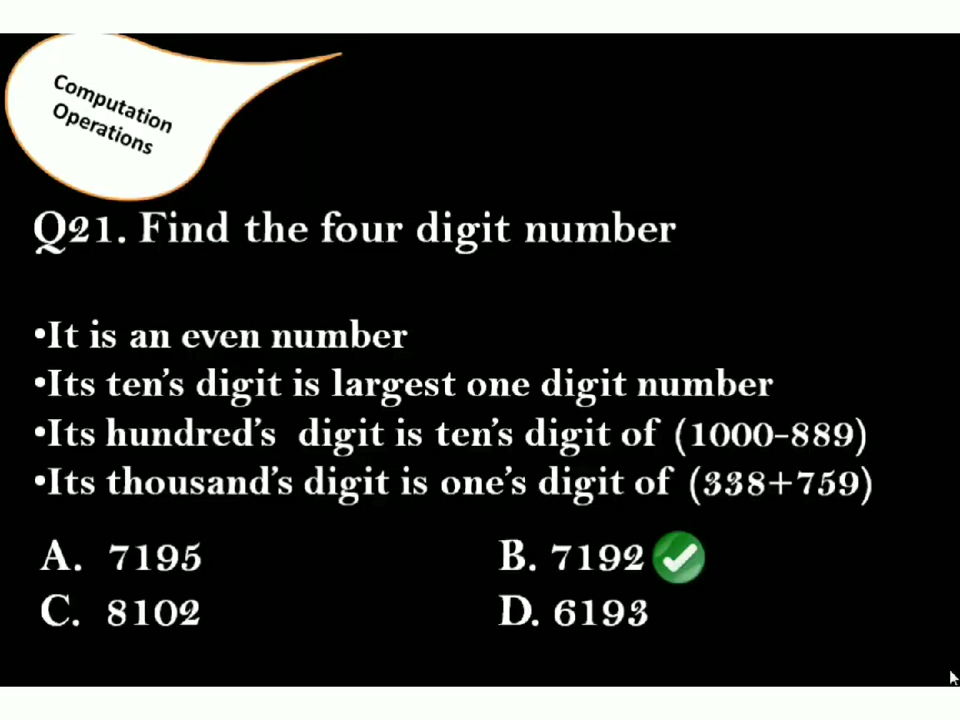 Computation
Operations
Q21. Find the four digit number
•It is an even number
•Its ten's digit is largest one digit number
•Its hundred's digit is ten's digit of (1000-889)
•Its thousand's digit is one's digit of (338+759)
A. 7195
B. 7192
C. 8102
D. 6193